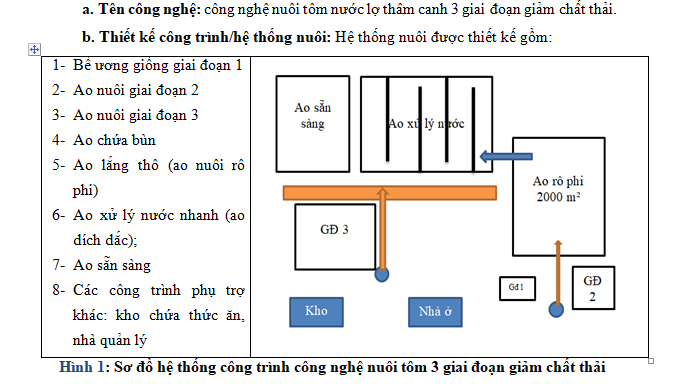 a. Tên công nghệ: công nghệ nuôi tôm nước lợ thâm canh 3 giai đoạn giảm chất thải.
b. Thiết kế công trình/hệ thống nuôi: Hệ thống nuôi được thiết kế gồm:
1- Bể ương giống giai đoạn 1
2- Ao nuôi giai đoạn 2
3- Ao nuôi giai đoạn 3
4- Ao chứa bùn
5- Ao lắng thô (ao nuôi rô
phi)
6- Ao xử lý nước nhanh (ao
dích dắc);
7- Ao sẵn sàng
8- Các công trình phụ trợ
khác: kho chứa thức ăn,
nhà quản lý
Ao sẵn
sàng
Ao xử lý nước
Ao rô phi
2000 m²
GĐ 3
Gđ1
GĐ
2
Kho
Nhà ở
Hình 1: Sơ đồ hệ thống công trình công nghệ nuôi tôm 3 giai đoạn giảm chất thải